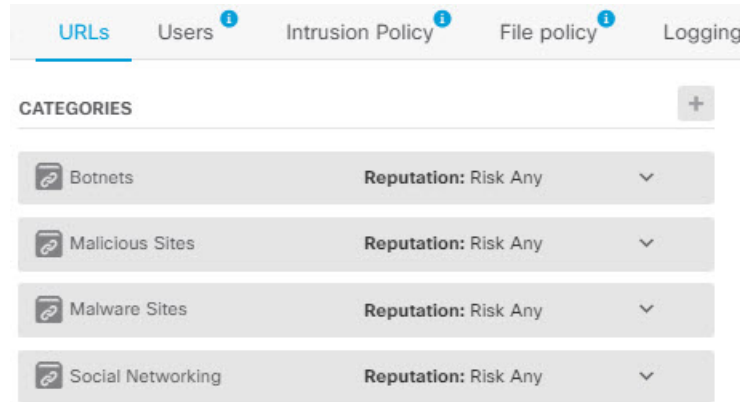 URLs Users i Intrusion Policy i File policy i Logging
CATEGORIES +
Botnets Reputation: Risk Any
Malicious Sites Reputation: Risk Any
Malware Sites Reputation: Risk Any
Social Networking Reputation: Risk Any